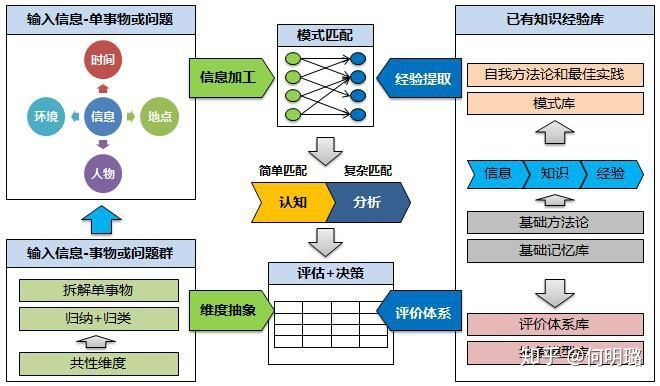 输入信息-单事物或问题
时间
环境
信息
地点
人物
信息加工
模式匹配
经验提取
已有知识经验库
自我方法论和最佳实践
模式库
信息
知识
经验
基础方法论
基础记忆库
评价体系库
简单匹配
复杂匹配
认知
分析
输入信息-事物或问题群
拆解单事物
归纳+归类
共性维度
维度抽象
评估+决策
评价体系
知乎 @何明璐